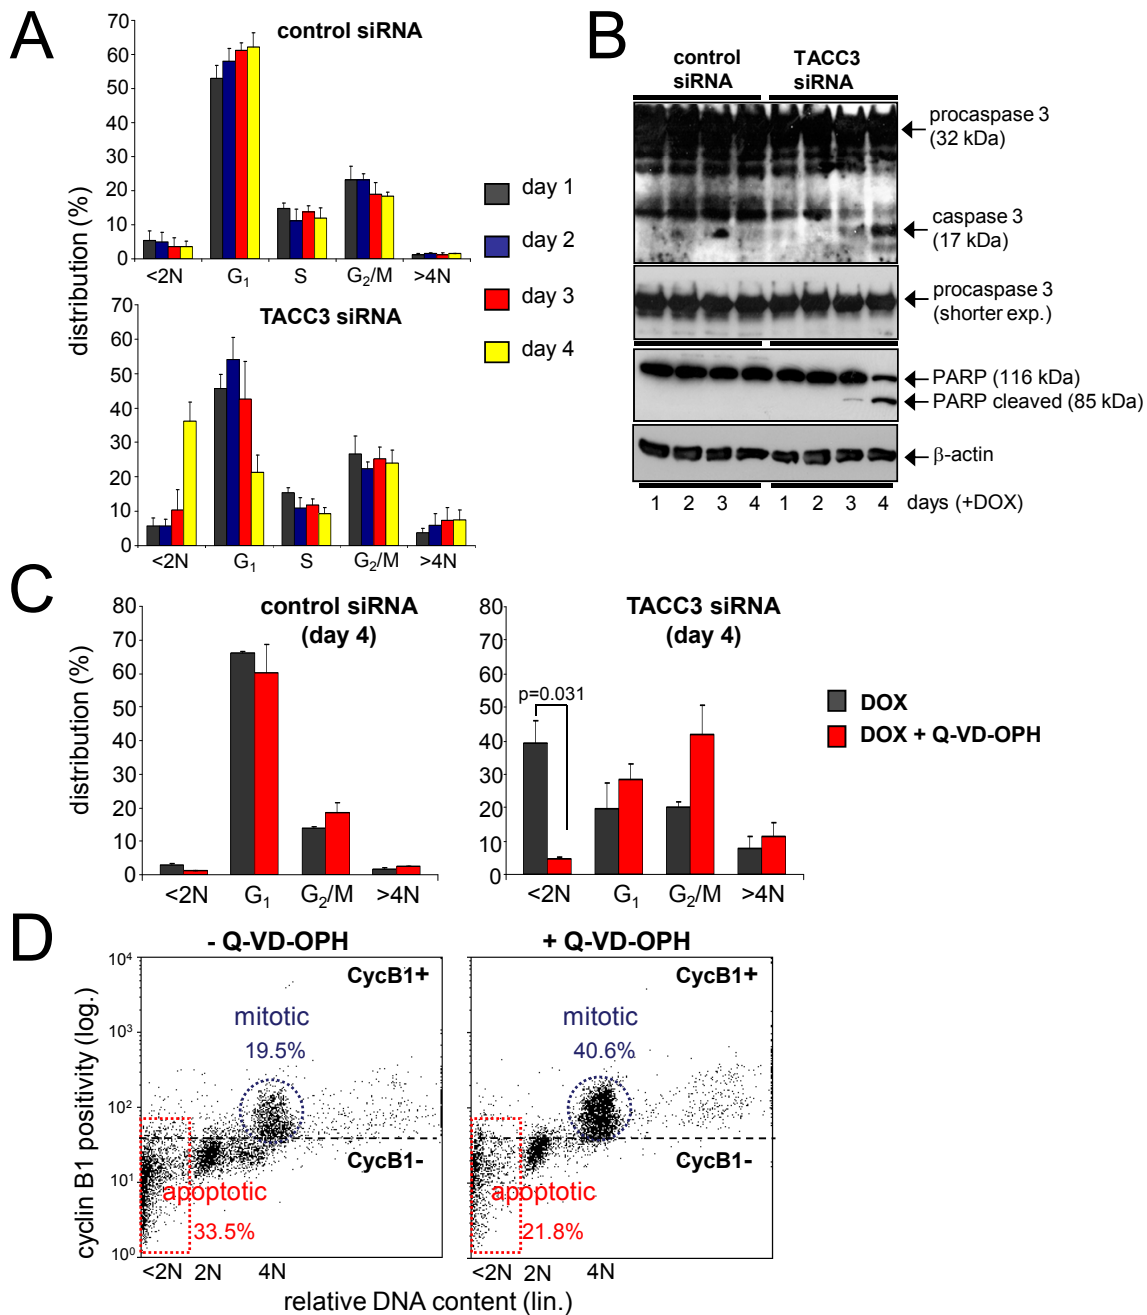 A
control siRNA
70
60
50
40
30
20
10
0
<2N G1 S G2/M >4N
day 1
day 2
day 3
day 4
distribution (%)
TACC3 siRNA
70
60
50
40
30
20
10
0
<2N G1 S G2/M >4N
B
control siRNA
TACC3 siRNA
procaspase 3
(32 kDa)
caspase 3
(17 kDa)
procaspase 3
(shorter exp.)
PARP (116 kDa)
PARP cleaved (85 kDa)
β-actin
1 2 3 4 1 2 3 4 days (+DOX)
C
control siRNA
(day 4)
distribution (%)
80
70
60
50
40
30
20
10
0
<2N G1 G2/M >4N
TACC3 siRNA
(day 4)
80
70
60
50
40
30
20
10
0
p=0.031
<2N G1 G2/M >4N
DOX
DOX + Q-VD-OPH
D
- Q-VD-OPH
cyclin B1 positivity (log.)
10⁴
10³
10²
10¹
10⁰
CycB1+
mitotic
19.5%
CycB1-
apoptotic
33.5%
<2N 2N 4N
+ Q-VD-OPH
CycB1+
mitotic
40.6%
CycB1-
apoptotic
21.8%
<2N 2N 4N
relative DNA content (lin.)